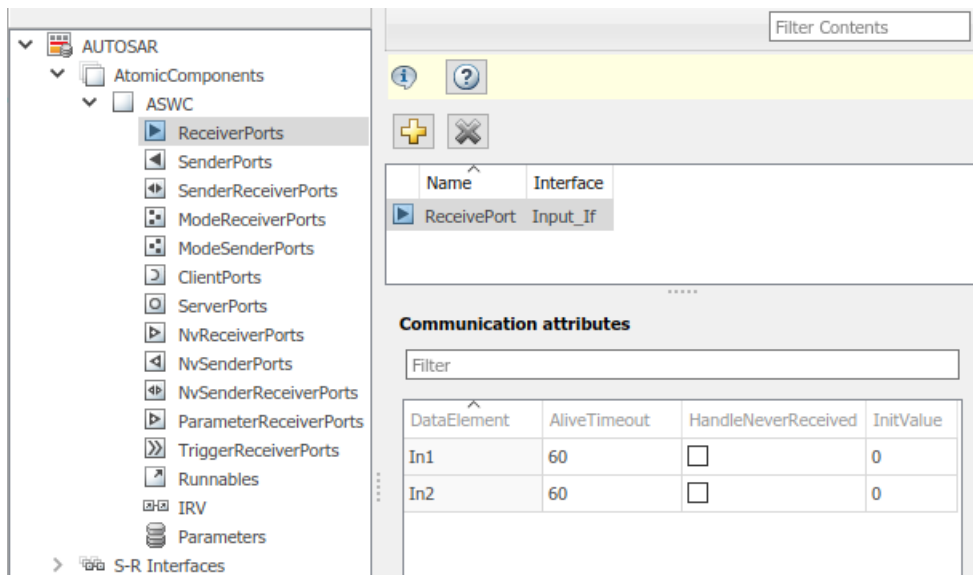 Filter Contents
AUTOSAR
AtomicComponents
ASWC
ReceiverPorts
SenderPorts
SenderReceiverPorts
ModeReceiverPorts
ModeSenderPorts
ClientPorts
ServerPorts
NvReceiverPorts
NvSenderPorts
NvSenderReceiverPorts
ParameterReceiverPorts
TriggerReceiverPorts
Runnables
IRV
Parameters
S-R Interfaces
Name Interface
ReceivePort Input_If
Communication attributes
Filter
DataElement AliveTimeout HandleNeverReceived InitValue
In1 60 0
In2 60 0